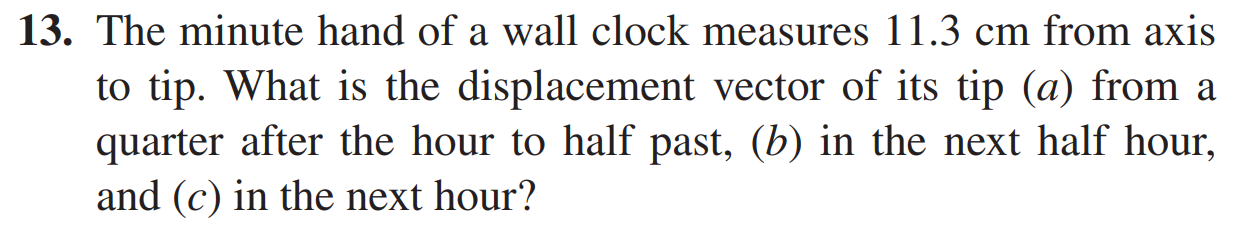 13. The minute hand of a wall clock measures 11.3 cm from axis
to tip. What is the displacement vector of its tip (a) from a
quarter after the hour to half past, (b) in the next half hour,
and (c) in the next hour?